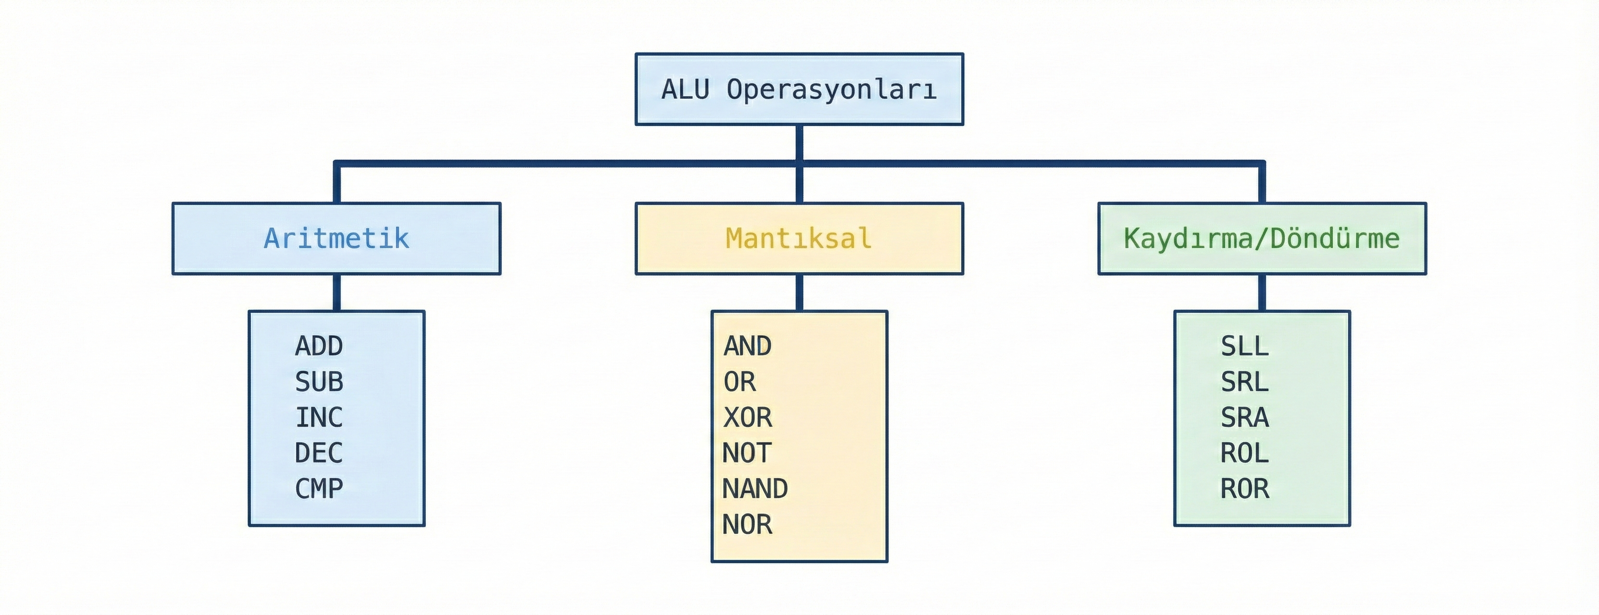 ALU Operasyonları
Aritmetik
Mantıksal
Kaydırma/Döndürme
ADD
SUB
INC
DEC
CMP
AND
OR
XOR
NOT
NAND
NOR
SLL
SRL
SRA
ROL
ROR